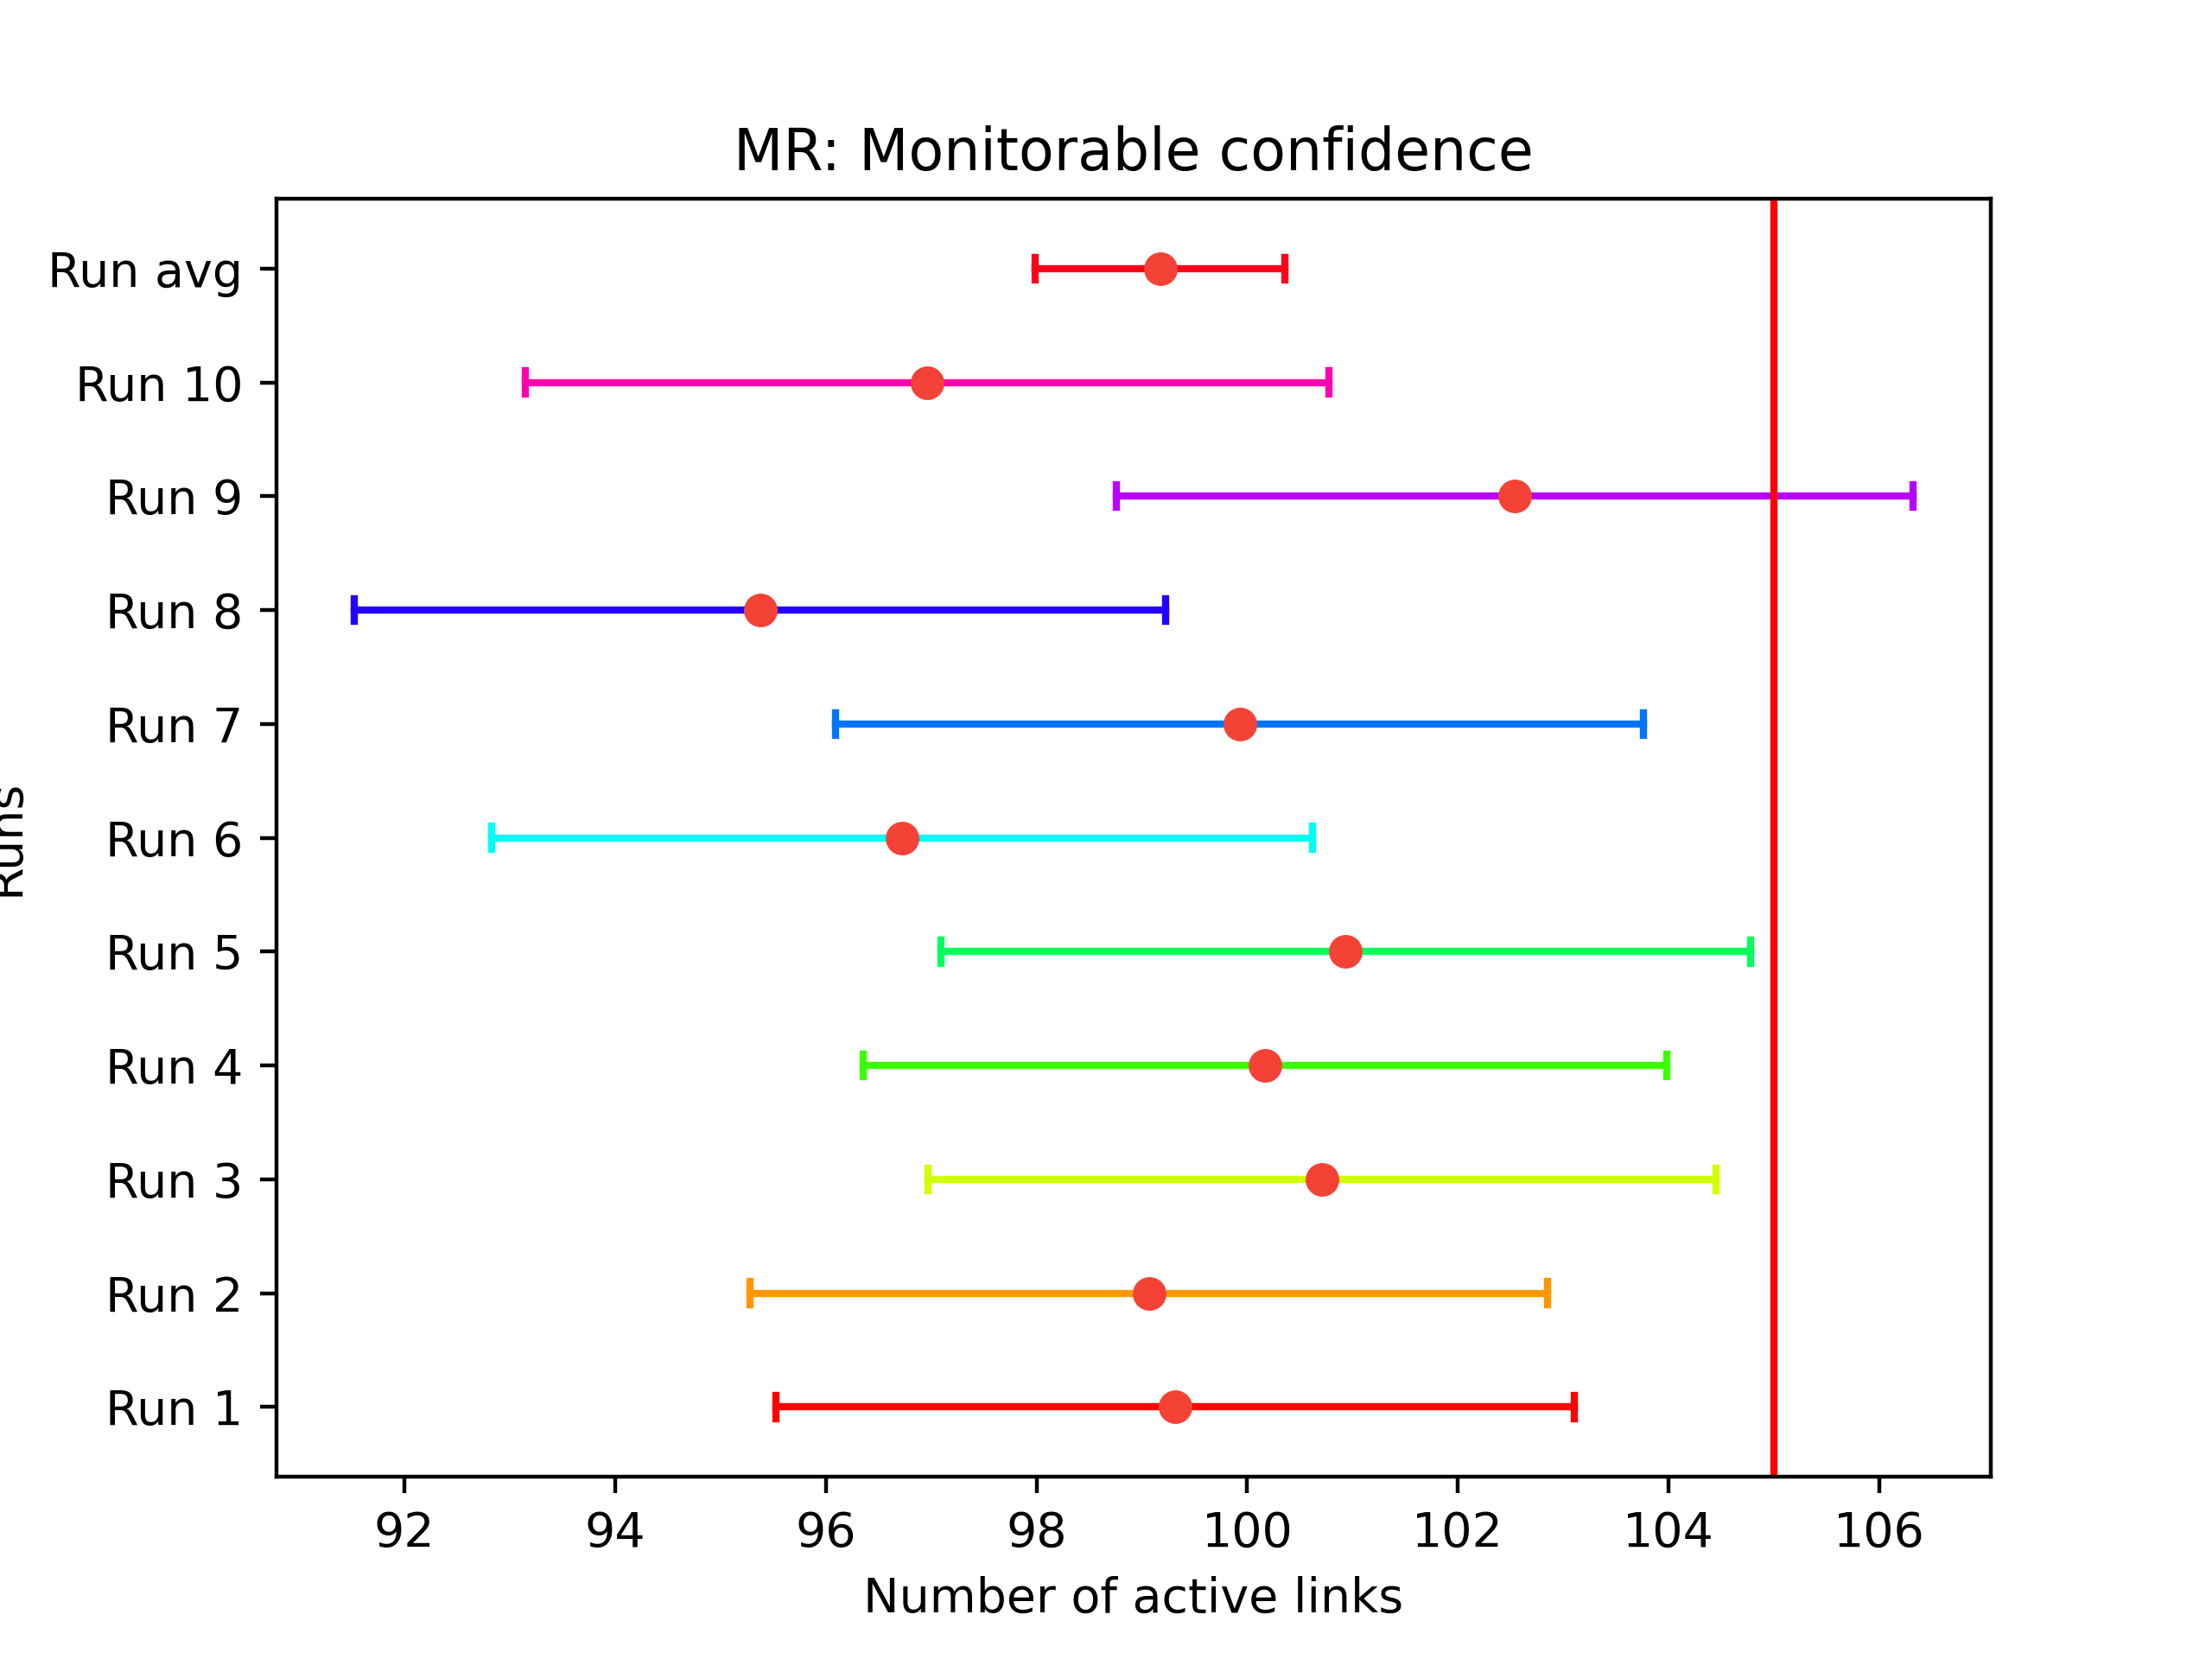 MR: Monitorable confidence
Run avg
Run 10
Run 9
Run 8
Run 7
Run 6
Run 5
Run 4
Run 3
Run 2
Run 1
Runs
92 94 96 98 100 102 104 106
Number of active links